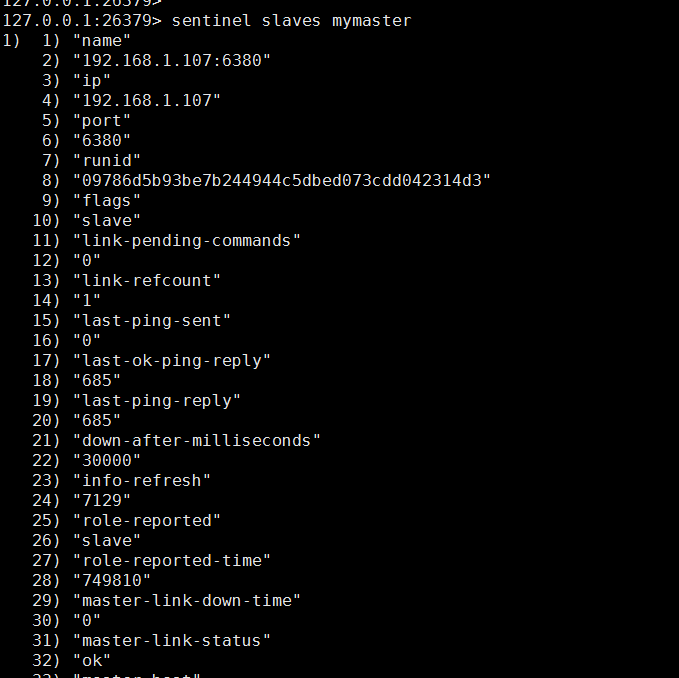 127.0.0.1:26379>
127.0.0.1:26379> sentinel slaves mymaster
1)  1) "name"
    2) "192.168.1.107:6380"
    3) "ip"
    4) "192.168.1.107"
    5) "port"
    6) "6380"
    7) "runid"
    8) "09786d5b93be7b244944c5dbed073cdd042314d3"
    9) "flags"
   10) "slave"
   11) "link-pending-commands"
   12) "0"
   13) "link-refcount"
   14) "1"
   15) "last-ping-sent"
   16) "0"
   17) "last-ok-ping-reply"
   18) "685"
   19) "last-ping-reply"
   20) "685"
   21) "down-after-milliseconds"
   22) "30000"
   23) "info-refresh"
   24) "7129"
   25) "role-reported"
   26) "slave"
   27) "role-reported-time"
   28) "749810"
   29) "master-link-down-time"
   30) "0"
   31) "master-link-status"
   32) "ok"
   33) "master-host"